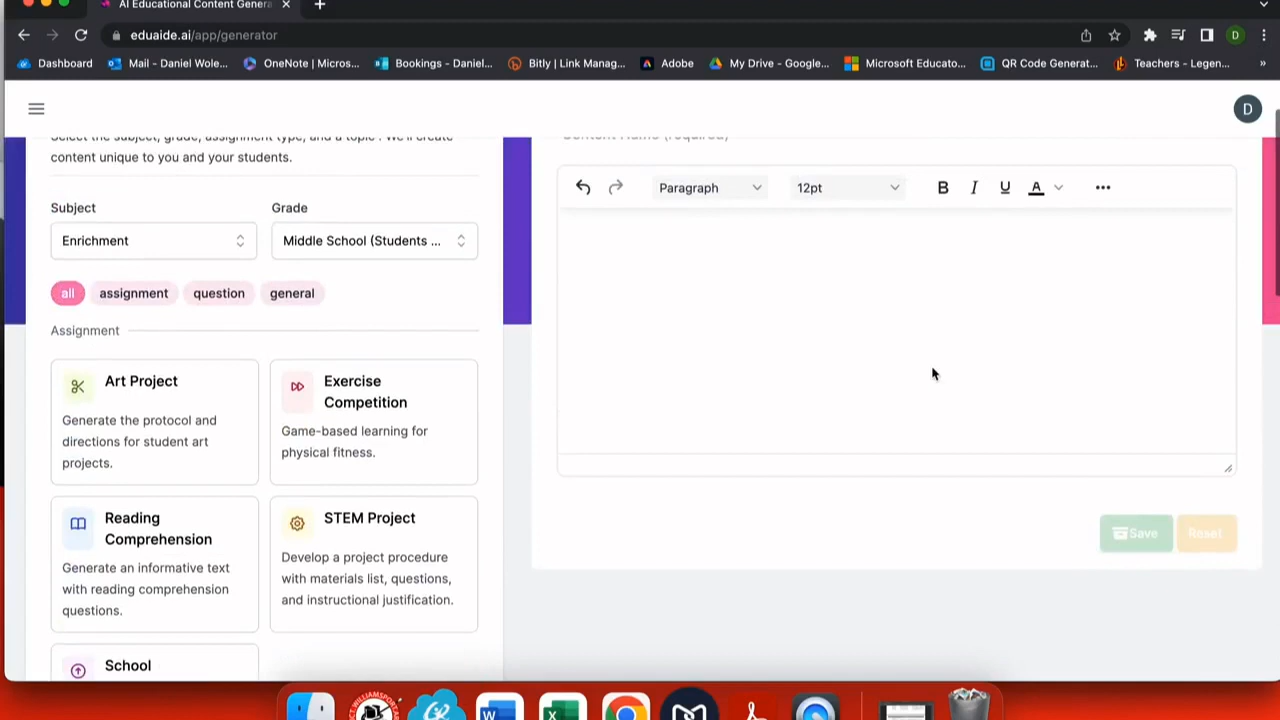 AI Educational Content Genera
eduaide.ai/app/generator
D
Dashboard
Mail - Daniel Wole...
OneNote | Micros...
Bookings - Daniel...
Bitly | Link Manag...
Adobe
My Drive - Google...
Microsoft Educato...
QR Code Generat...
Teachers - Legen...
»
D
Select the subject, grade, assignment type, and a topic . We'll create
content unique to you and your students.
Subject
Grade
Enrichment
Middle School (Students ...
all
assignment
question
general
Assignment
Art Project
Generate the protocol and
directions for student art
projects.
Exercise
Competition
Game-based learning for
physical fitness.
Reading
Comprehension
Generate an informative text
with reading comprehension
questions.
STEM Project
Develop a project procedure
with materials list, questions,
and instructional justification.
School
Content Name (required)
Paragraph
12pt
B
I
U
A
Save
Reset
W
X